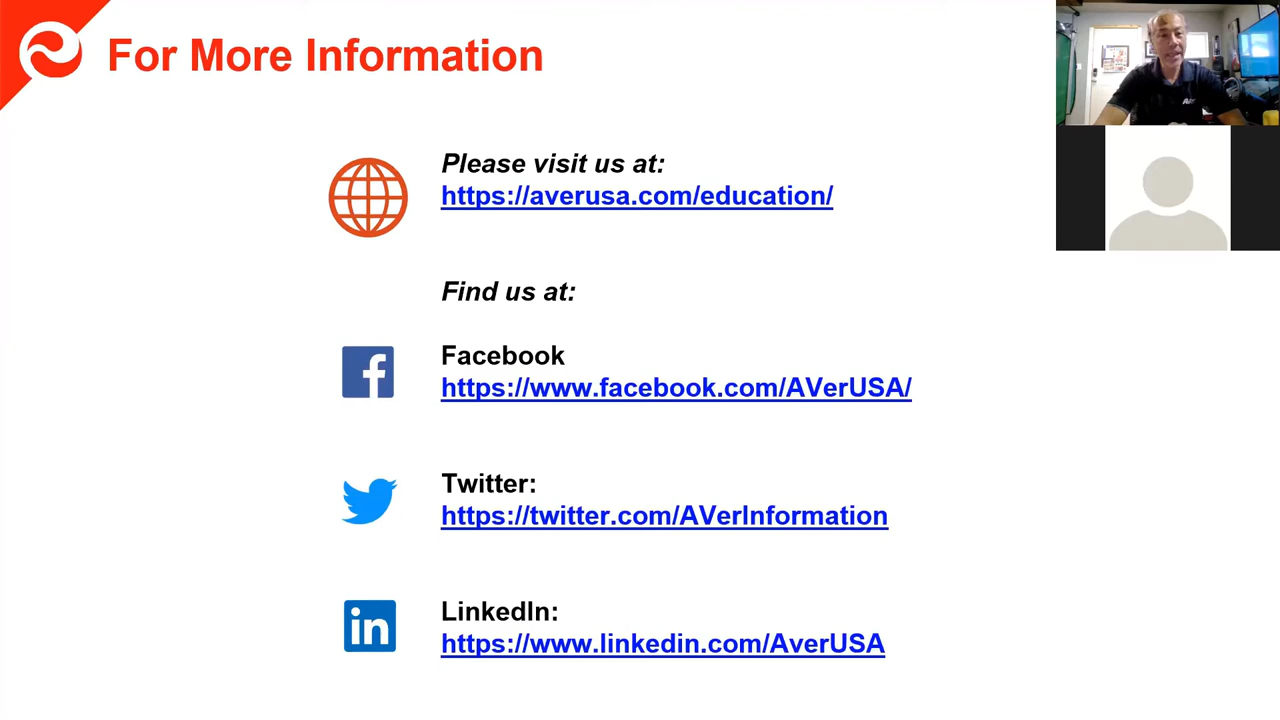 For More Information
Please visit us at:
https://averusa.com/education/
Find us at:
Facebook
https://www.facebook.com/AVerUSA/
Twitter:
https://twitter.com/AVerInformation
LinkedIn:
https://www.linkedin.com/AverUSA